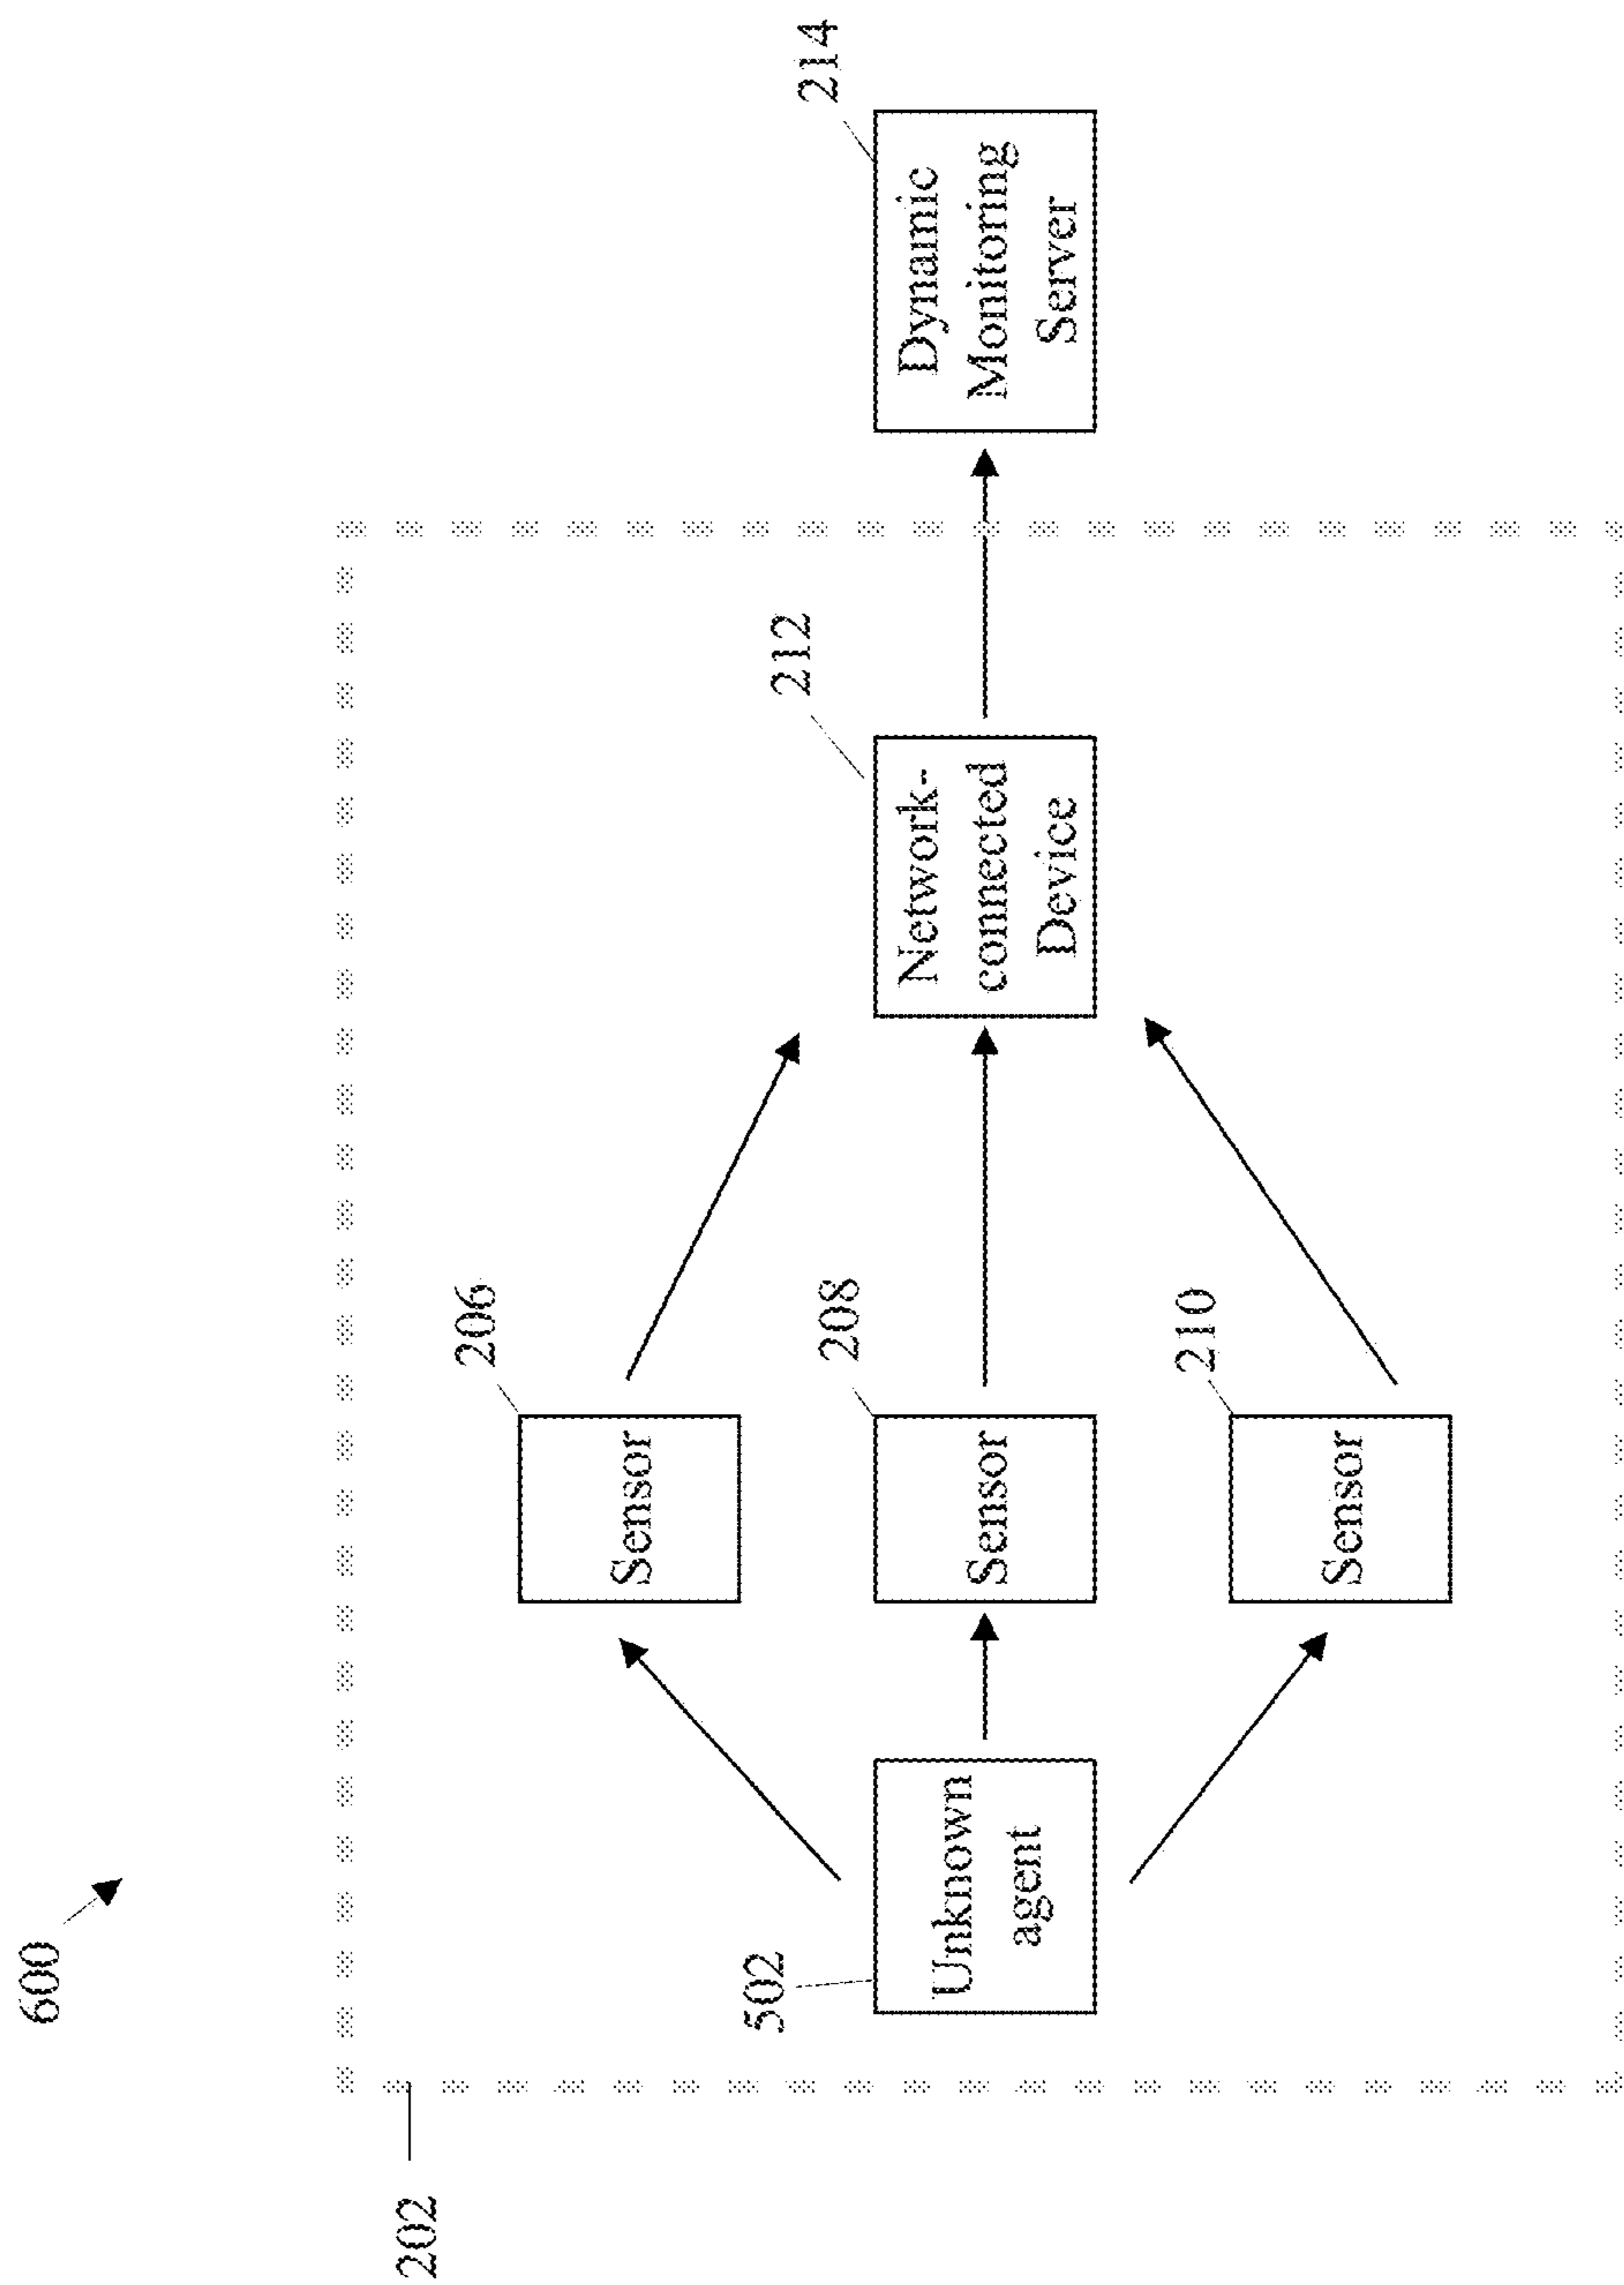 600
202
502
Unknown
agent
206
Sensor
208
Sensor
210
Sensor
212
Network-
connected
Device
214
Dynamic
Monitoring
Server